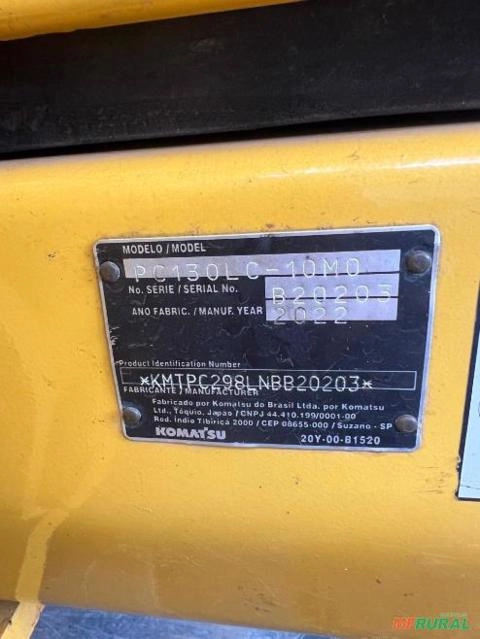 MODELO / MODEL
PC130LC-10M0
No. SERIE / SERIAL No.
B20203
ANO FABRIC. / MANUF. YEAR
2022
Product Identification Number
*KMTPC298LNBB20203*
FABRICANTE / MANUFACTURER
Fabricado por Komatsu do Brasil Ltda. por Komatsu
Ltd., Tóquio, Japao / CNPJ 44.410.199/0001-00
Rod. Índio Tibiriçá 2000 / CEP 08655-000 / Suzano - SP
KOMATSU
20Y-00-B1520
MFRURAL